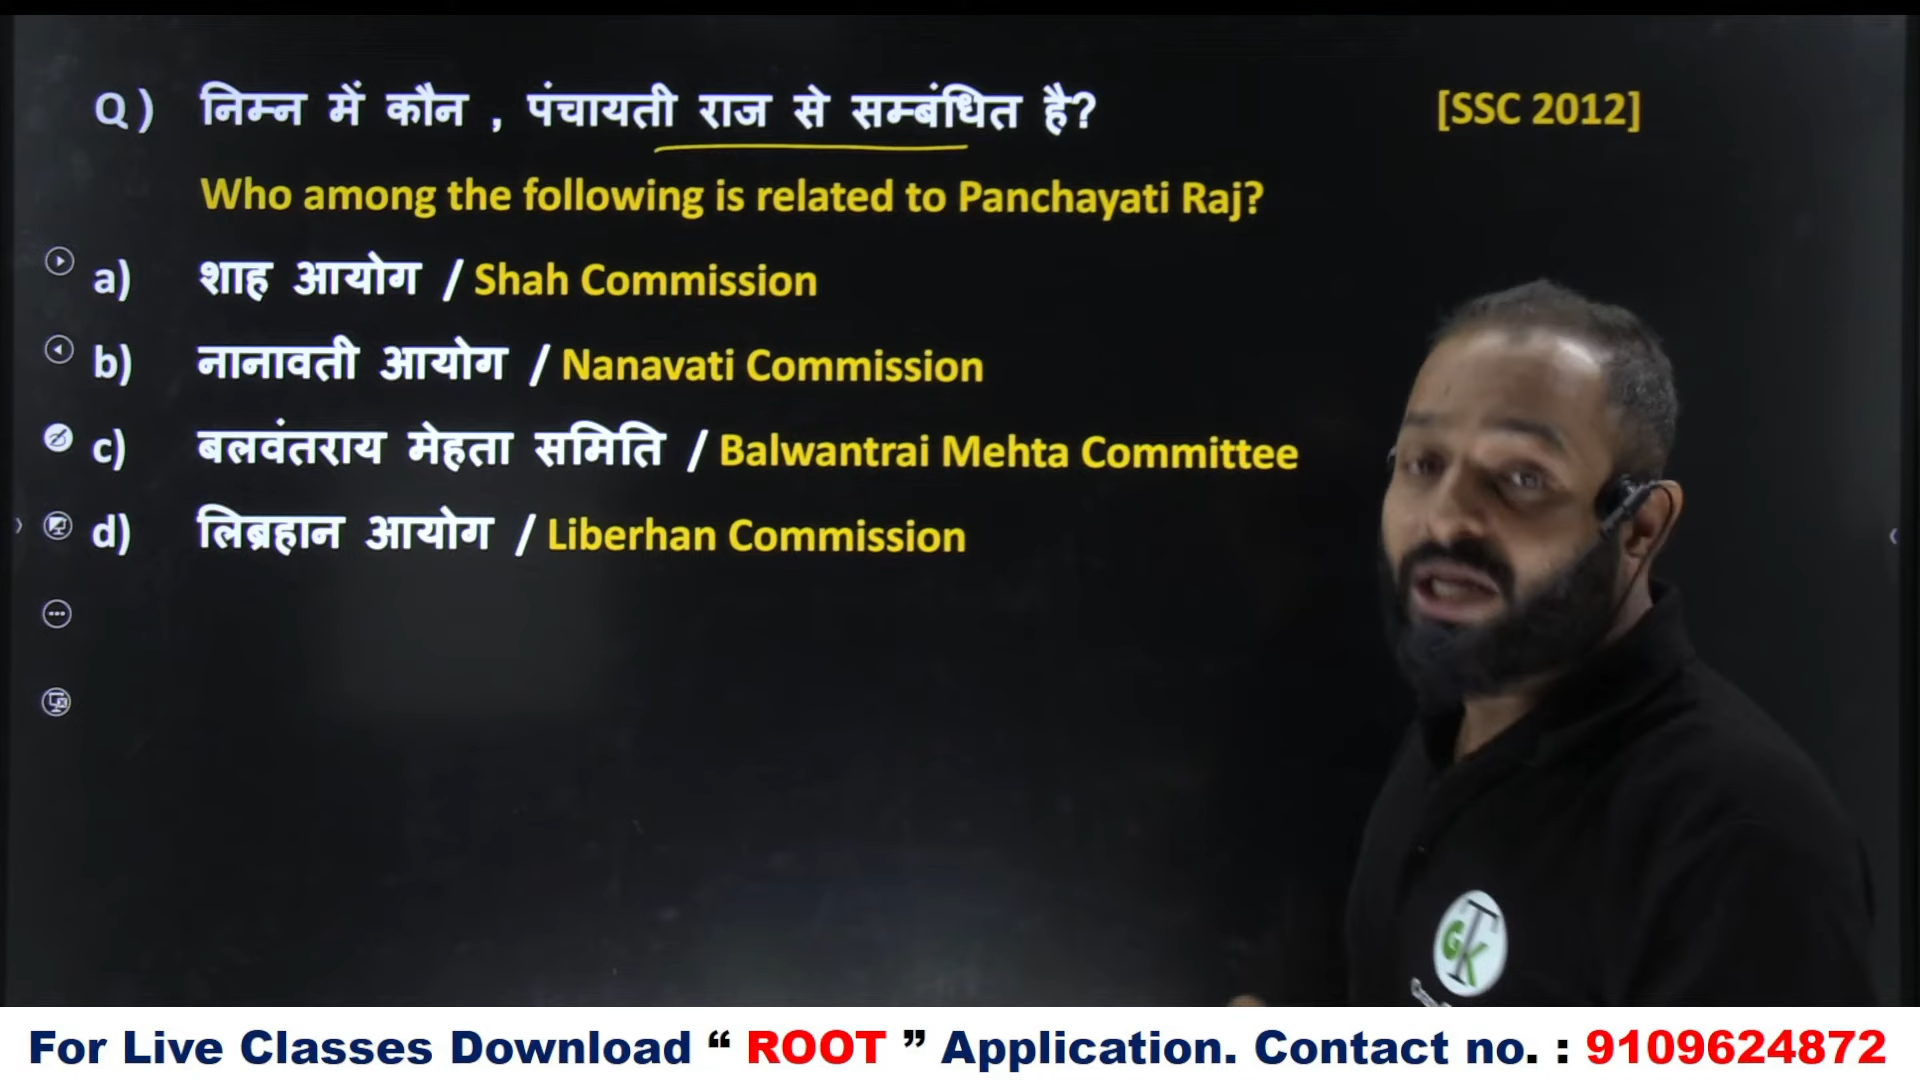 Q) निम्न में कौन , पंचायती राज से सम्बंधित है? [SSC 2012]
Who among the following is related to Panchayati Raj?
a) शाह आयोग / Shah Commission
b) नानावती आयोग / Nanavati Commission
c) बलवंतराय मेहता समिति / Balwantrai Mehta Committee
d) लिब्रहान आयोग / Liberhan Commission
GTK
For Live Classes Download “ ROOT ” Application. Contact no. : 9109624872